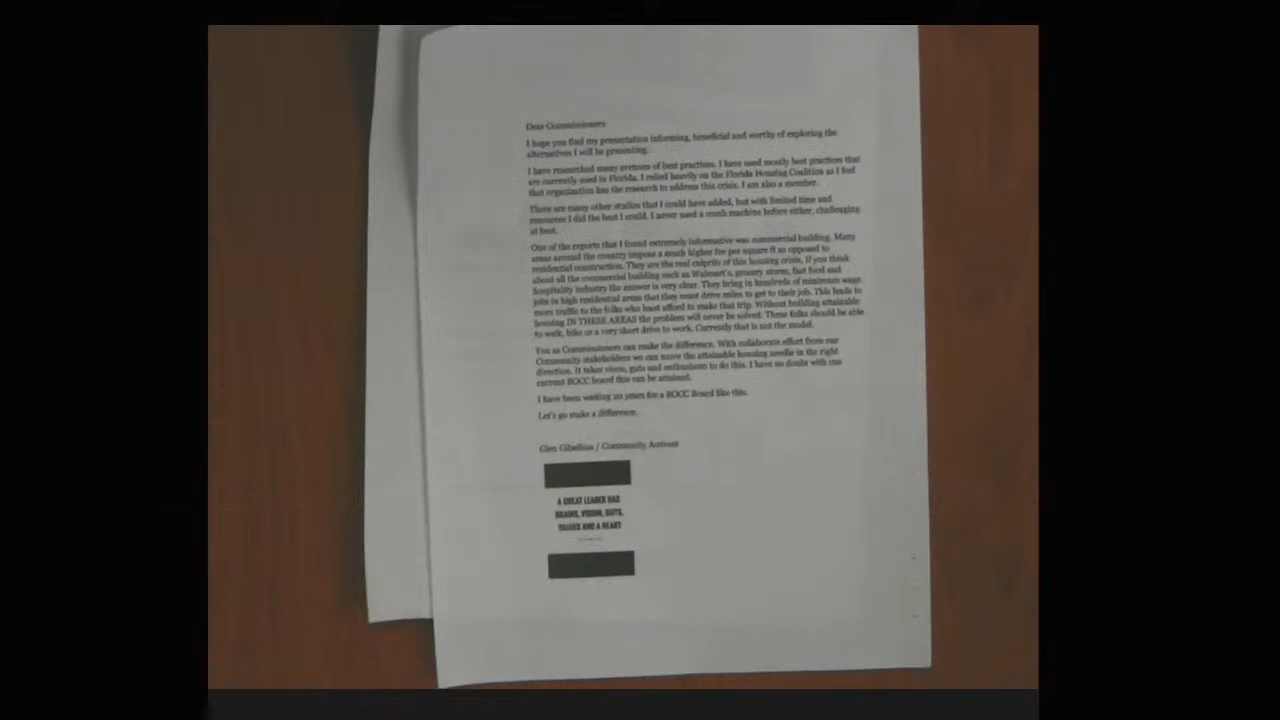 Dear Commissioners
I hope you find my presentation informing, beneficial and worthy of exploring the
alternatives I will be presenting.
I have researched many avenues of best practices. I have used mostly best practices that
are currently used in Florida. I relied heavily on the Florida Housing Coalition as I feel
that organization has the research to address this crisis. I am also a member.
There are many other studies that I could have added, but with limited time and
resources I did the best I could. I never used a comb machine before either, challenging
at best.
One of the reports that I found extremely informative was commercial building. Many
areas around the country impose a much higher fee per square ft as opposed to
residential construction. They are the real culprits of this housing crisis. If you think
about all the commercial building such as Walmart's, grocery stores, fast food and
hospitality industry the answer is very clear. They bring in hundreds of minimum wage
jobs in high residential areas that they must drive miles to get to their job. This leads to
more traffic to the folks who least afford to make that trip. Without building attainable
housing IN THESE AREAS the problem will never be solved. These folks should be able
to walk, bike or a very short drive to work. Currently that is not the model.
You as Commissioners can make the difference. With collaborate effort from our
Community stakeholders we can move the attainable housing needle in the right
direction. It takes vison, guts and enthusiasm to do this. I have no doubt with our
current BOCC board this can be attained.
I have been waiting 20 years for a BOCC Board like this.
Let's go make a difference.
Glen Gibellina / Community Activist
A GREAT LEADER HAS
BRAINS, VISION, GUTS,
VALUES AND A HEART